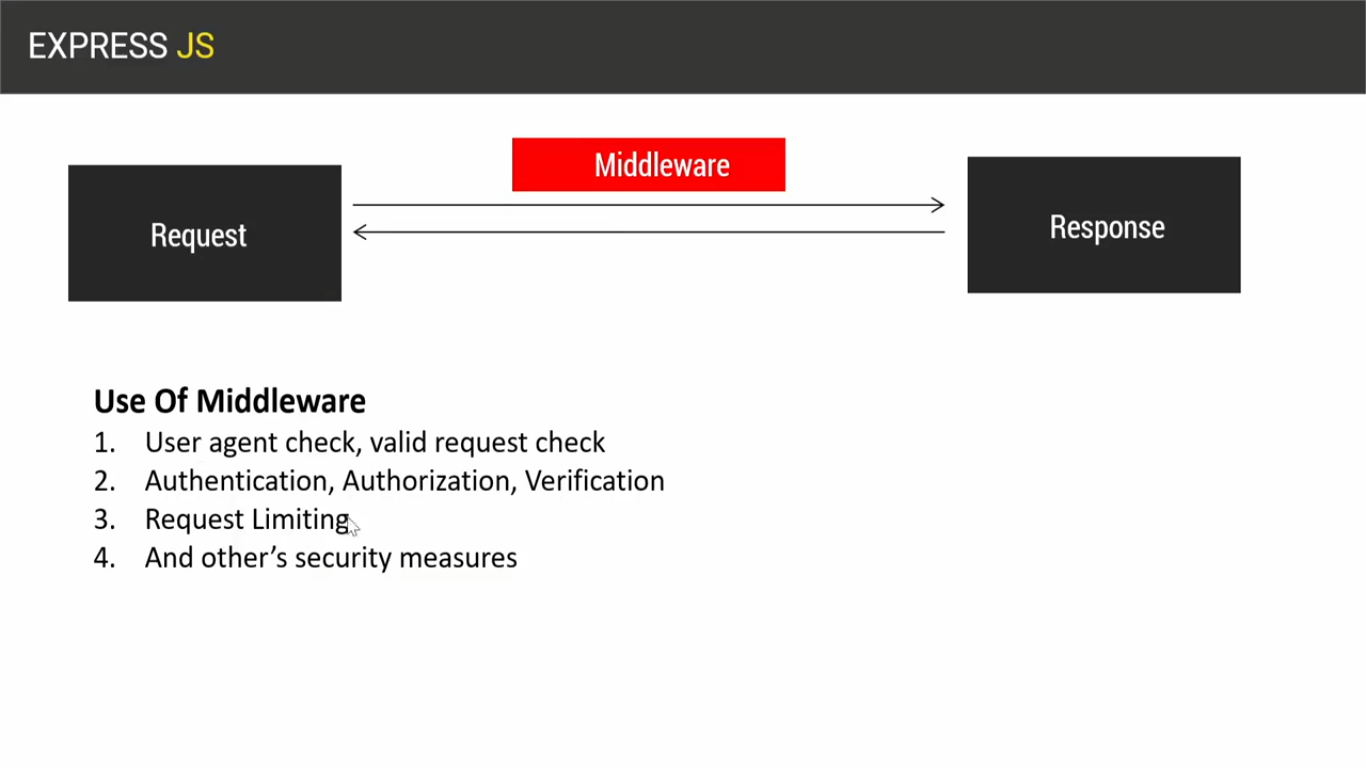 EXPRESS JS
Middleware
Request
Response
Use Of Middleware
1. User agent check, valid request check
2. Authentication, Authorization, Verification
3. Request Limiting
4. And other’s security measures